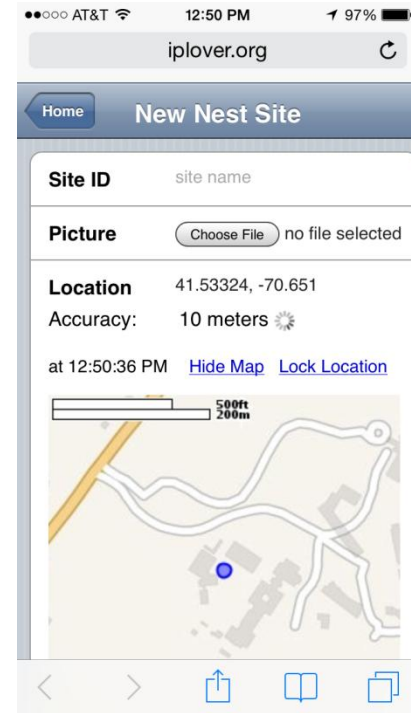 AT&T 12:50 PM 97%
iplover.org
Home New Nest Site
Site ID site name
Picture Choose File no file selected
Location 41.53324, -70.651
Accuracy: 10 meters
at 12:50:36 PM Hide Map Lock Location
500ft
200m